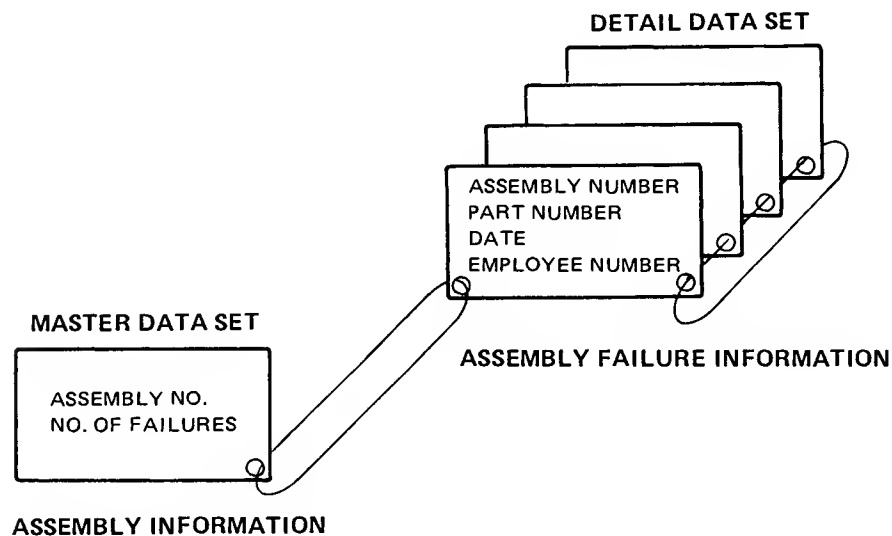 DETAIL DATA SET
ASSEMBLY NUMBER
PART NUMBER
DATE
EMPLOYEE NUMBER
MASTER DATA SET
ASSEMBLY FAILURE INFORMATION
ASSEMBLY NO.
NO. OF FAILURES
ASSEMBLY INFORMATION